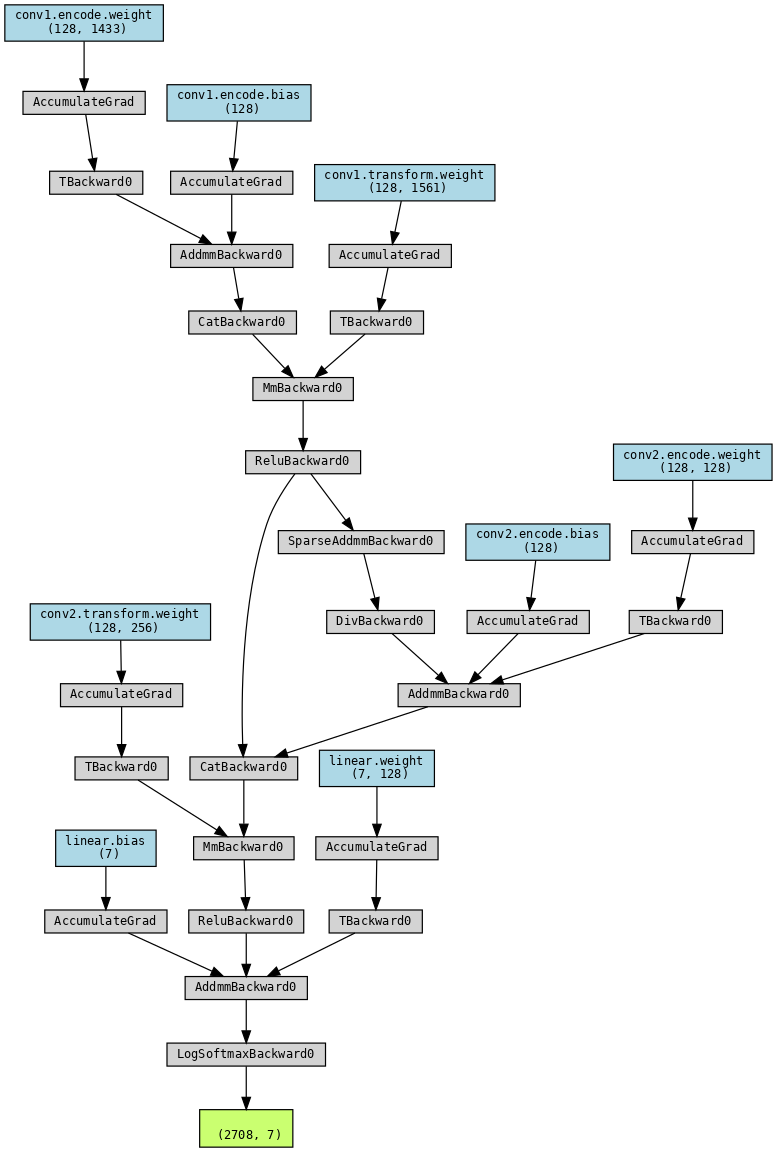 conv1.encode.weight
(128, 1433)
AccumulateGrad
conv1.encode.bias
(128)
TBackward0
AccumulateGrad
conv1.transform.weight
(128, 1561)
AddmmBackward0
AccumulateGrad
CatBackward0
TBackward0
MmBackward0
ReluBackward0
conv2.encode.weight
(128, 128)
SparseAddmmBackward0
conv2.encode.bias
(128)
AccumulateGrad
conv2.transform.weight
(128, 256)
DivBackward0
AccumulateGrad
TBackward0
AccumulateGrad
AddmmBackward0
TBackward0
CatBackward0
linear.weight
(7, 128)
linear.bias
(7)
MmBackward0
AccumulateGrad
AccumulateGrad
ReluBackward0
TBackward0
AddmmBackward0
LogSoftmaxBackward0
(2708, 7)